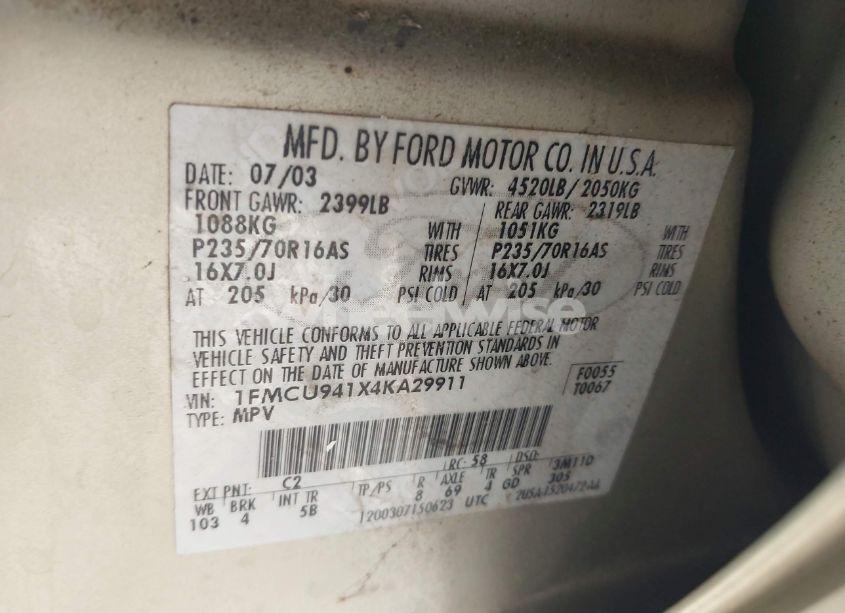 MFD. BY FORD MOTOR CO. IN U.S.A.
DATE: 07/03 GVWR: 4520LB/2050KG
FRONT GAWR: 2399LB REAR GAWR: 2319LB
1088KG WITH 1051KG WITH
P235/70R16AS TIRES P235/70R16AS TIRES
16X7.0J RIMS 16X7.0J RIMS
AT 205 kPa/30 PSI COLD AT 205 kPa/30 PSI COLD
THIS VEHICLE CONFORMS TO ALL APPLICABLE FEDERAL MOTOR
VEHICLE SAFETY AND THEFT PREVENTION STANDARDS IN
EFFECT ON THE DATE OF MANUFACTURE SHOWN ABOVE.
VIN: 1FMCU941X4KA29911 F0055
TYPE: MPV T0067
EXT PNT: C2 RC: 58 DSO: 3M11D
WB BRK INT TR TP/PS R AXLE TR SPR
103 4 5B 8 69 4 GD 305
1200307150623 UTC